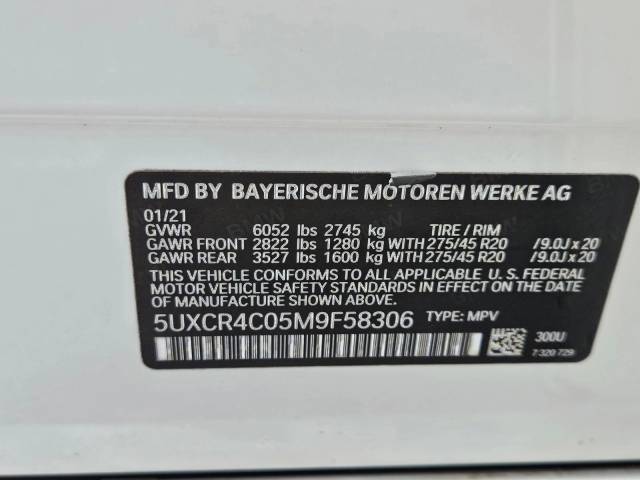 MFD BY BAYERISCHE MOTOREN WERKE AG
01/21
GVWR 6052 lbs 2745 kg TIRE / RIM
GAWR FRONT 2822 lbs 1280 kg WITH 275/45 R20 /9.0J x 20
GAWR REAR 3527 lbs 1600 kg WITH 275/45 R20 /9.0J x 20
THIS VEHICLE CONFORMS TO ALL APPLICABLE U. S. FEDERAL
MOTOR VEHICLE SAFETY STANDARDS IN EFFECT ON THE
DATE OF MANUFACTURE SHOWN ABOVE.
5UXCR4C05M9F58306 TYPE: MPV
300U
7 320 729